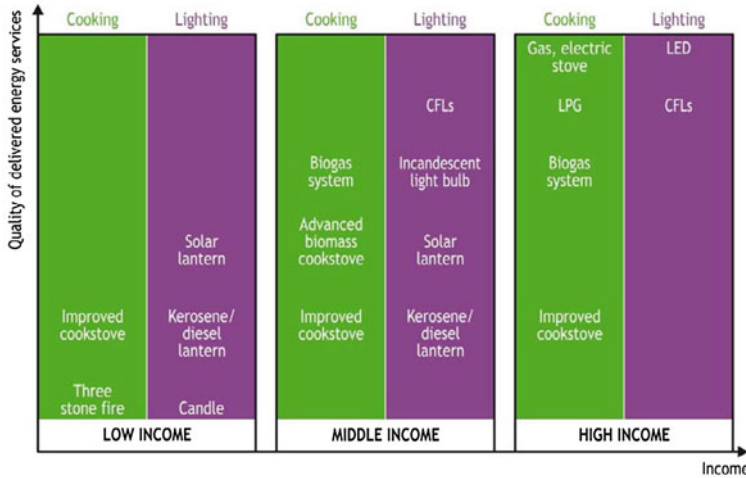 Quality of delivered energy services
Cooking
Lighting
Improved
cookstove
Three
stone fire
Solar
lantern
Kerosene/
diesel
lantern
Candle
LOW INCOME
Cooking
Lighting
Biogas
system
Advanced
biomass
cookstove
Improved
cookstove
CFLs
Incandescent
light bulb
Solar
lantern
Kerosene/
diesel
lantern
MIDDLE INCOME
Cooking
Lighting
Gas, electric
stove
LPG
Biogas
system
Improved
cookstove
LED
CFLs
HIGH INCOME
Income